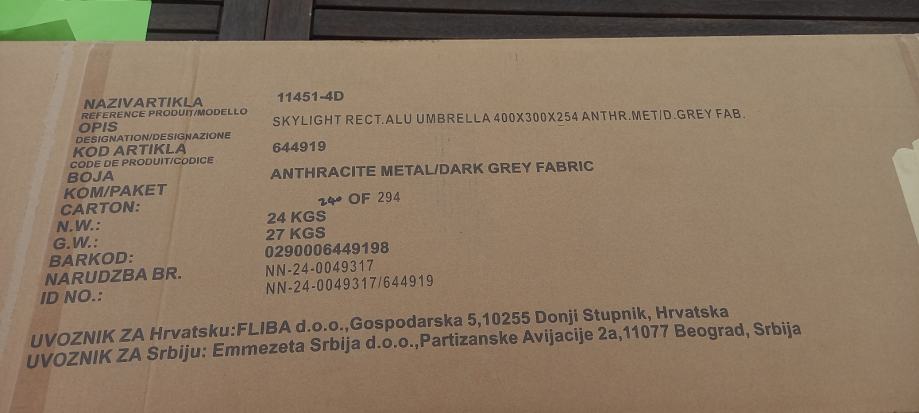 NAZIVARTIKLA 11451-4D
REFERENCE PRODUIT/MODELLO
OPIS SKYLIGHT RECT.ALU UMBRELLA 400X300X254 ANTHR.MET/D.GREY FAB.
DESIGNATION/DESIGNAZIONE
KOD ARTIKLA 644919
CODE DE PRODUIT/CODICE
BOJA ANTHRACITE METAL/DARK GREY FABRIC
KOM/PAKET
CARTON: 240 OF 294
N.W.: 24 KGS
G.W.: 27 KGS
BARKOD: 0290006449198
NARUDZBA BR. NN-24-0049317
ID NO.: NN-24-0049317/644919
UVOZNIK ZA Hrvatsku:FLIBA d.o.o.,Gospodarska 5,10255 Donji Stupnik, Hrvatska
UVOZNIK ZA Srbiju: Emmezeta Srbija d.o.o.,Partizanske Avijacije 2a,11077 Beograd, Srbija